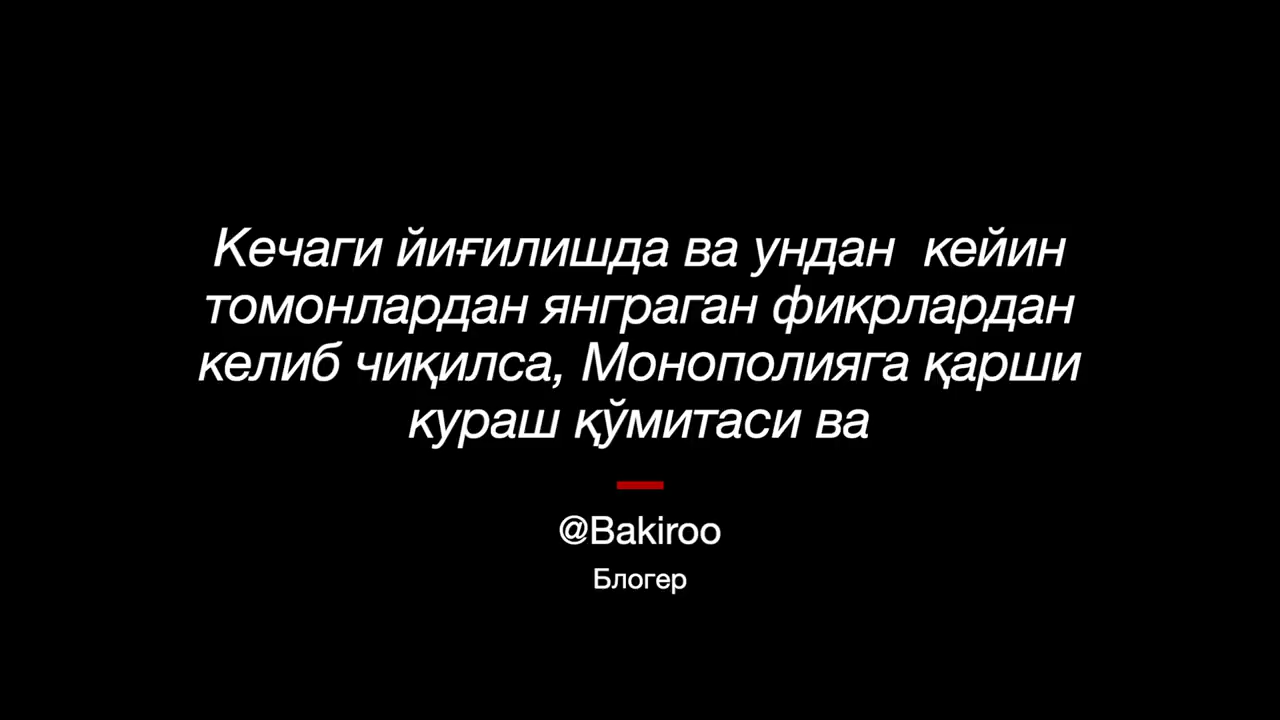 Кечаги йиғилишда ва ундан  кейин
томонлардан янграган фикрлардан
келиб чиқилса, Монополияга қарши
кураш қўмитаси ва
@Bakiroo
Блогер